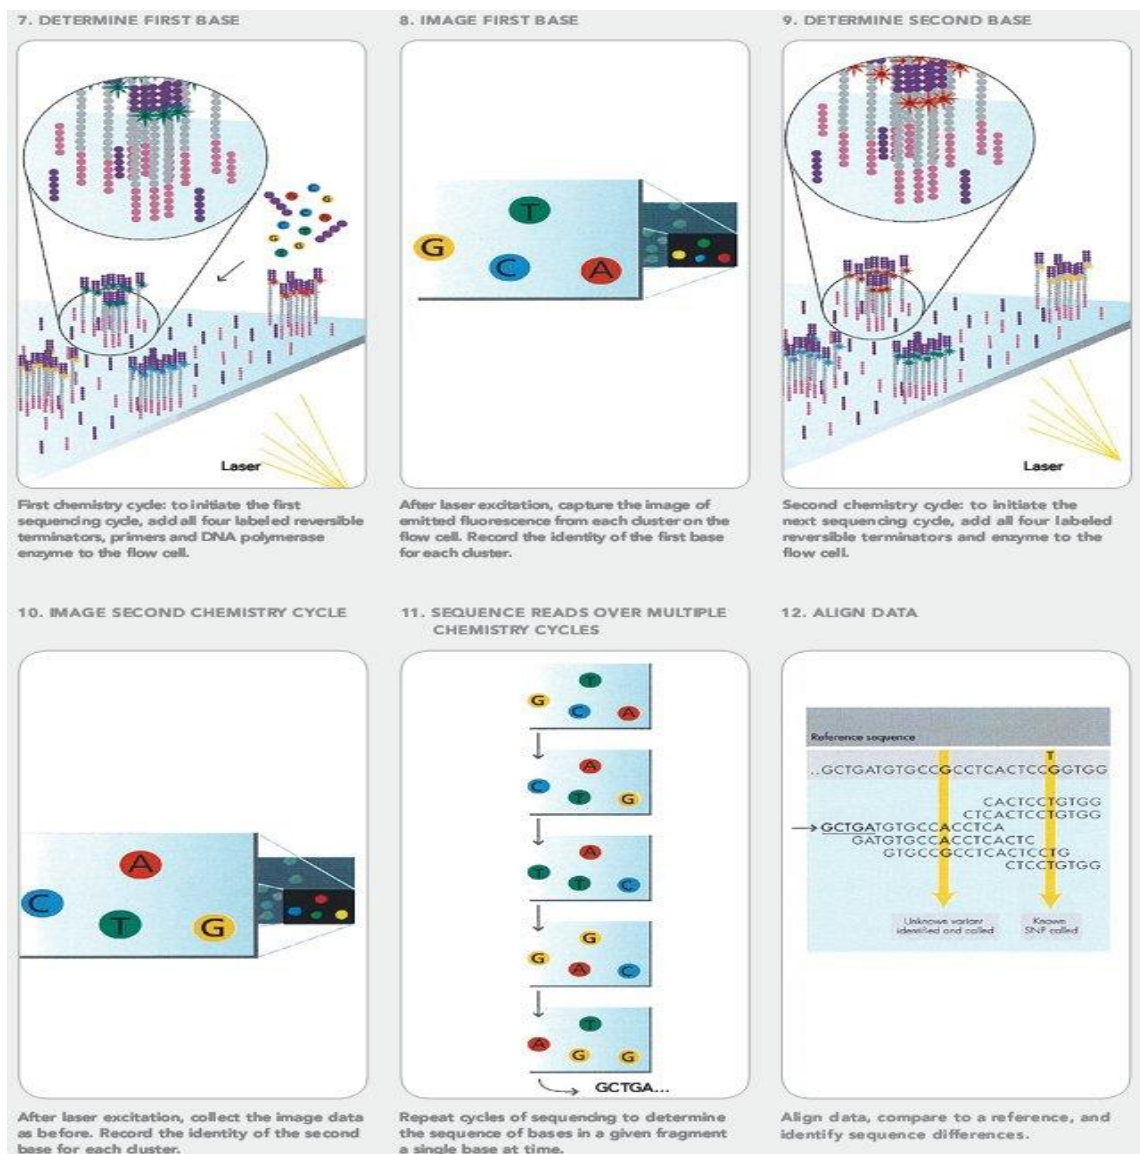 7. DETERMINE FIRST BASE
8. IMAGE FIRST BASE
9. DETERMINE SECOND BASE
Laser
T
G
C
A
Laser
First chemistry cycle: to initiate the first
sequencing cycle, add all four labeled reversible
terminators, primers and DNA polymerase
enzyme to the flow cell.
After laser excitation, capture the image of
emitted fluorescence from each cluster on the
flow cell. Record the identity of the first base
for each cluster.
Second chemistry cycle: to initiate the
next sequencing cycle, add all four labeled
reversible terminators and enzyme to the
flow cell.
10. IMAGE SECOND CHEMISTRY CYCLE
11. SEQUENCE READS OVER MULTIPLE
CHEMISTRY CYCLES
12. ALIGN DATA
A
C
T
G
T
G
C
A
A
C
T
G
A
T
T
C
G
G
A
C
T
A
G
G
GCTGA...
Reference sequence
T
..GCTGATGTGCCGCCTCACTCCGGTGG
CACTCCTGTGG
CTCACTCCTGTGG
GCTGATGTGCCACCTCA
GATGTGCCACCTCACTC
GTGCCGCCTCACTCCTG
CTCCTGTGG
Unknown variant
identified and called
Known
SNP called
After laser excitation, collect the image data
as before. Record the identity of the second
base for each cluster.
Repeat cycles of sequencing to determine
the sequence of bases in a given fragment
a single base at time.
Align data, compare to a reference, and
identify sequence differences.